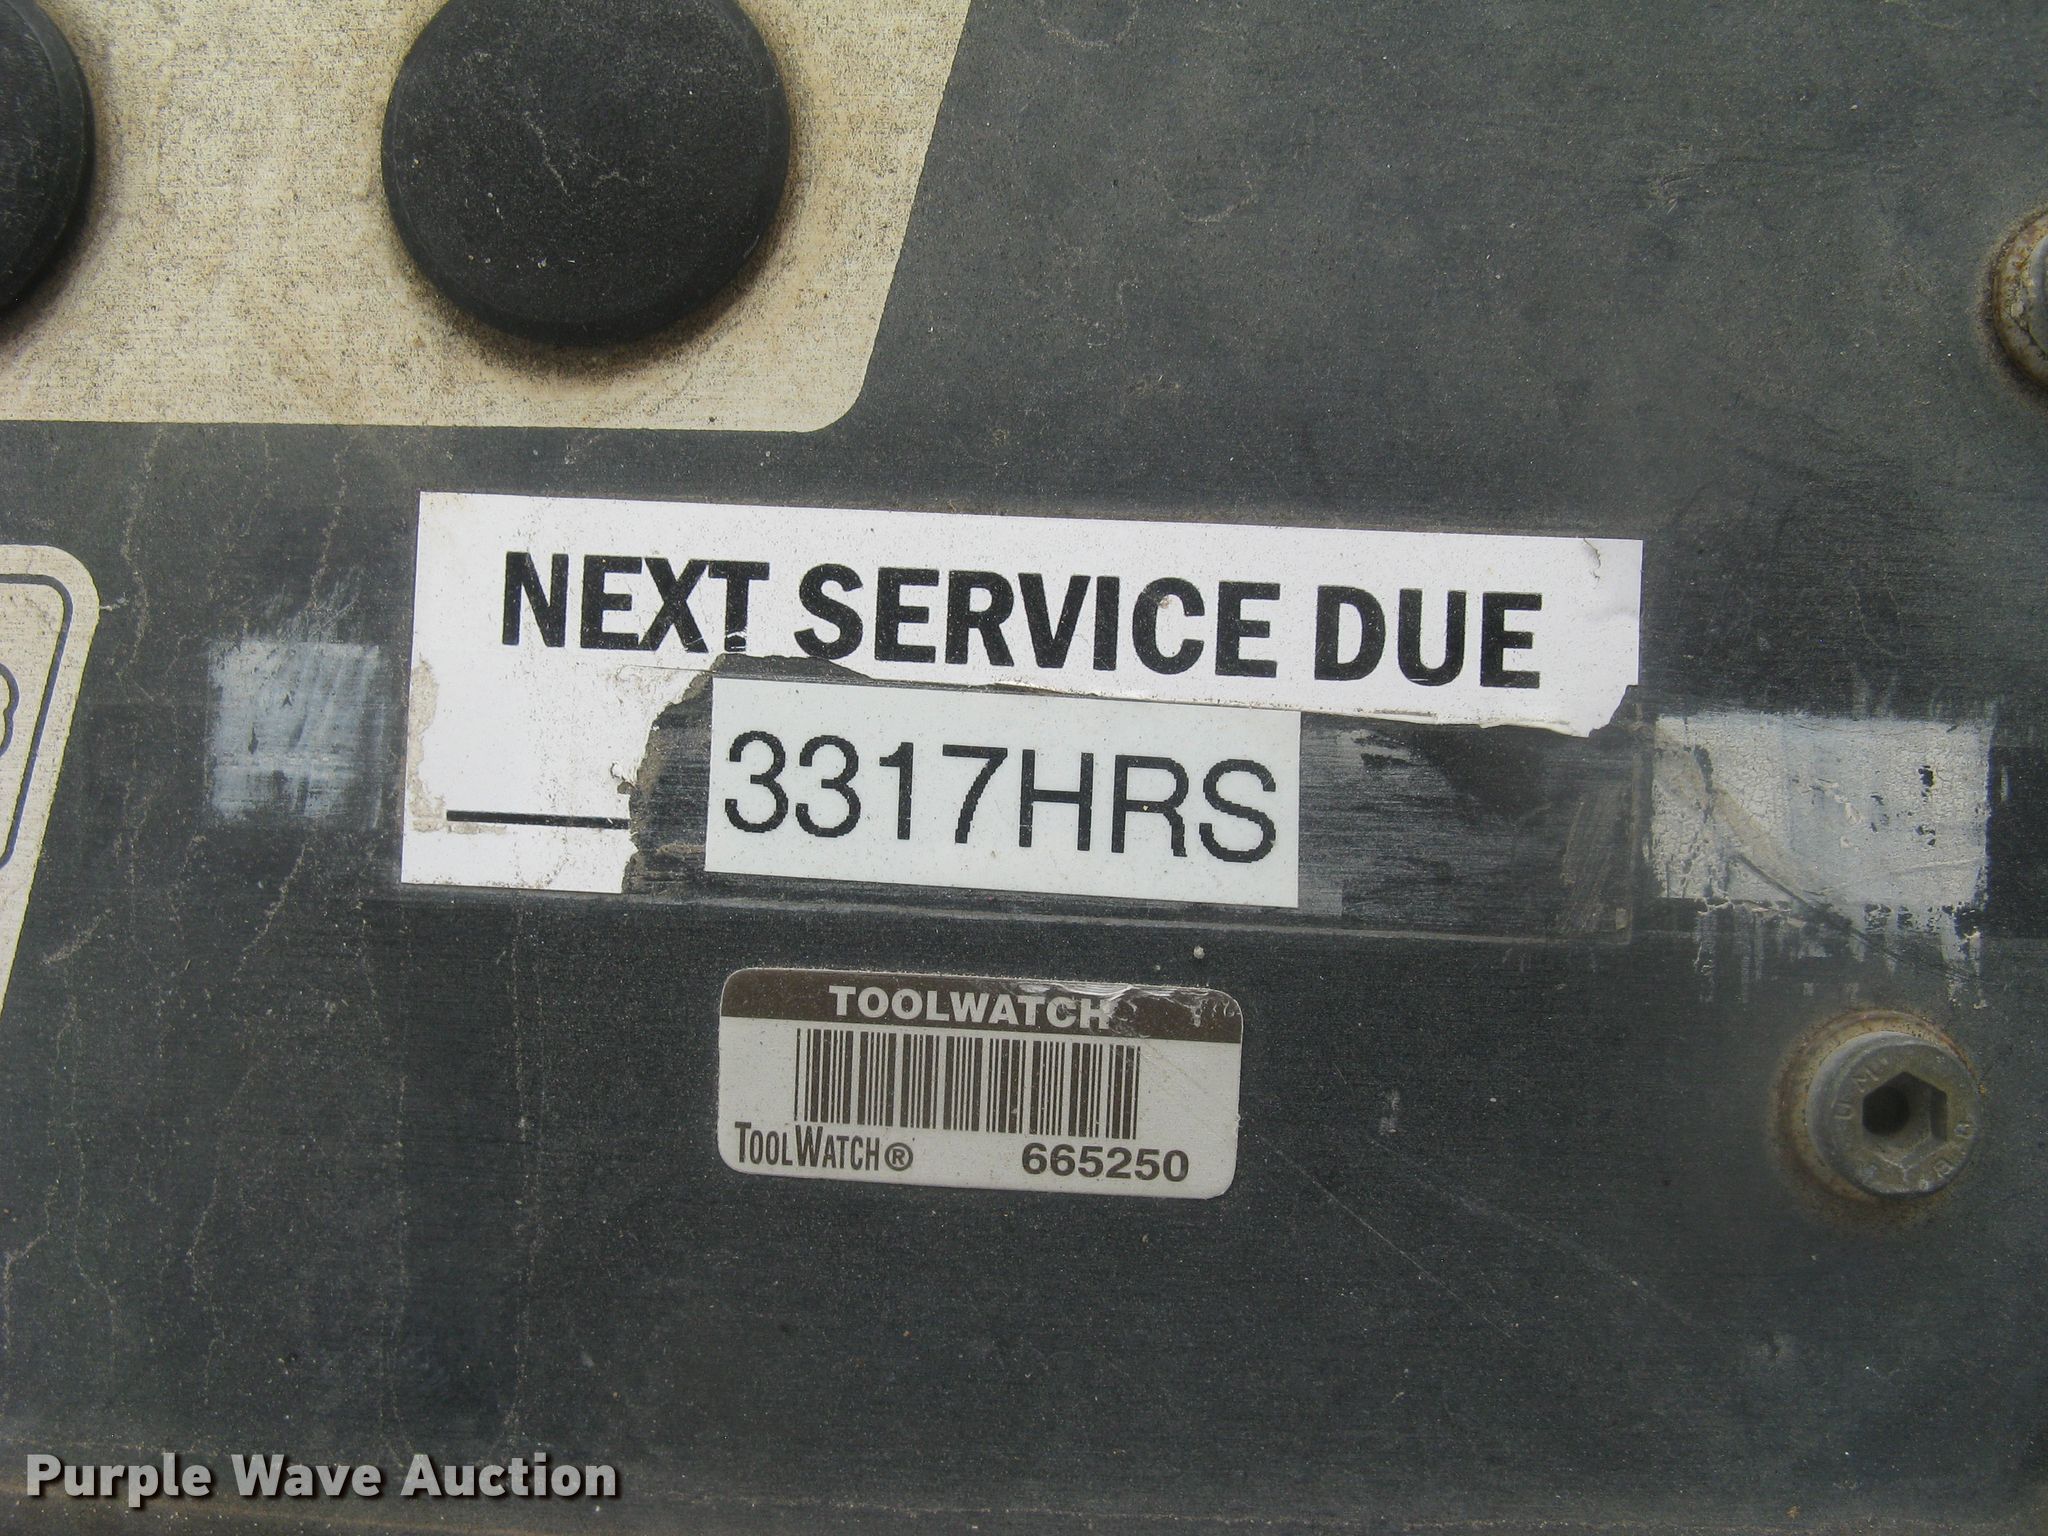 NEXT SERVICE DUE
3317HRS
TOOLWATCH
TOOLWATCH® 665250
Purple Wave Auction